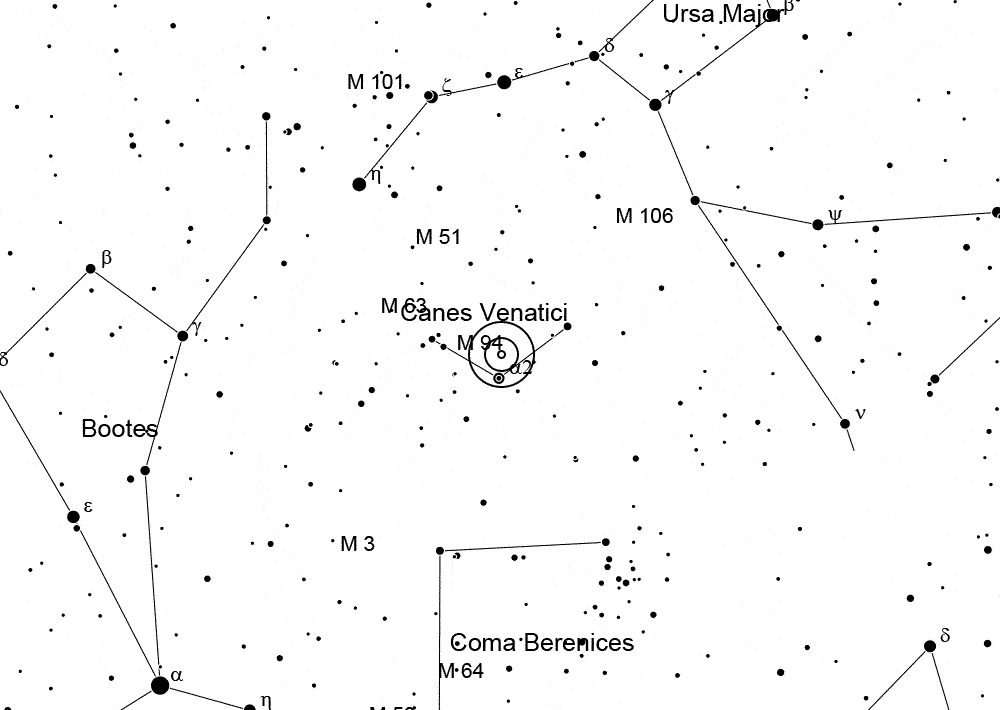 Ursa Major
β
δ
ε
M 101
ζ
γ
η
M 106
ψ
M 51
β
M 63
Canes Venatici
γ
M 94
δ
α2
ν
Bootes
ε
M 3
Coma Berenices
δ
M 64
α
η